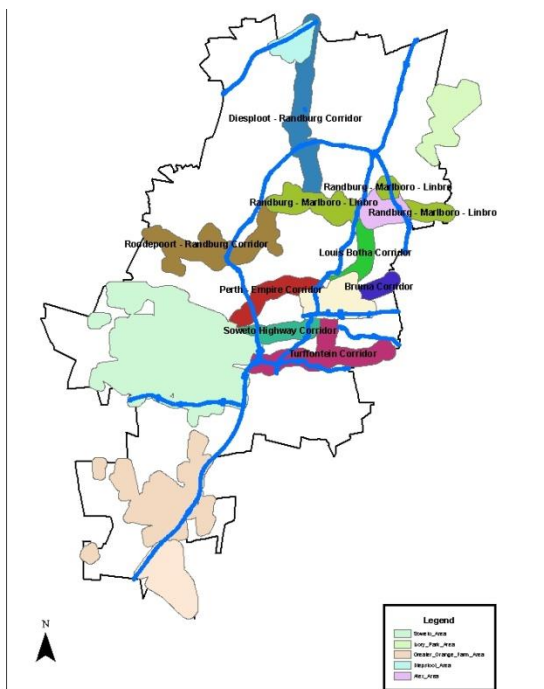 Diesploot - Randburg Corridor
Randburg - Marlboro - Linbro
Randburg - Marlboro - Linbro
Randburg - Marlboro - Linbro
Roodepoort - Randburg Corridor
Louis Botha Corridor
Perth - Empire Corridor
Bruma Corridor
Soweto Highway Corridor
Turffontein Corridor
N
Legend
Soweto_Area
Ivory_Park_Area
Greater_Orange_Farm_Area
Diepsloot_Area
Alex_Area